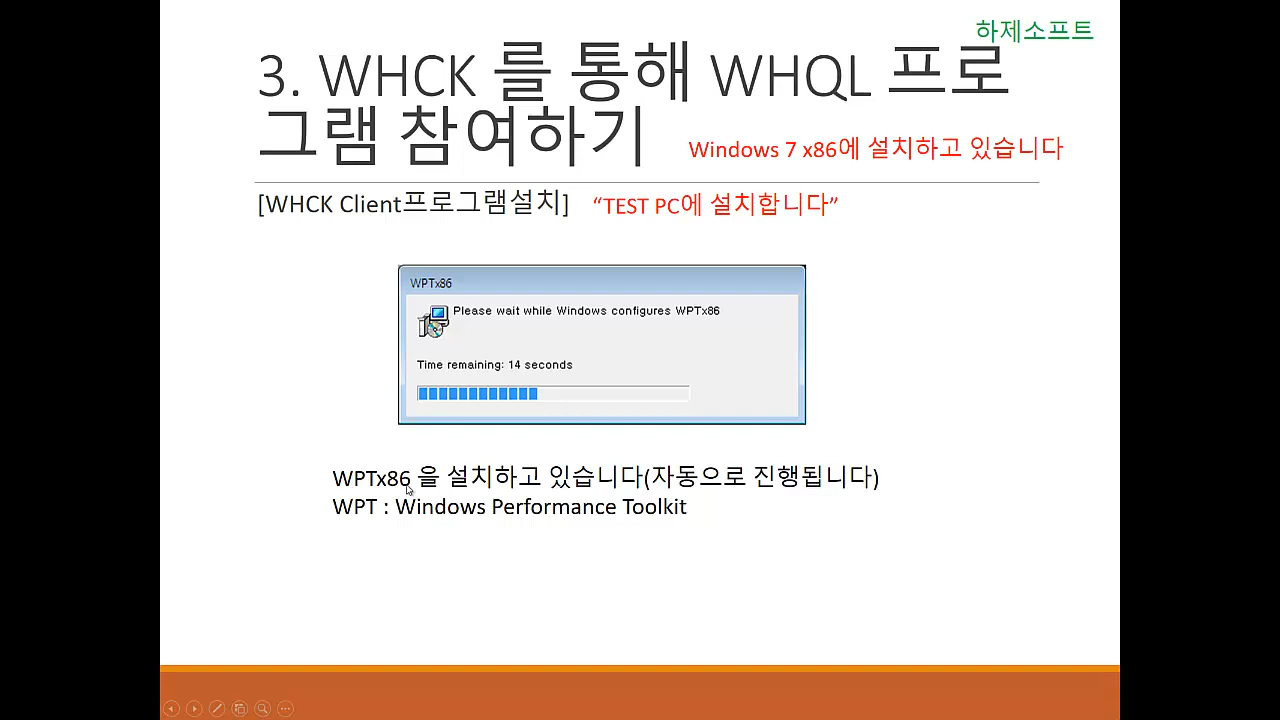 하제소프트
3. WHCK 를 통해 WHQL 프로
그램 참여하기
Windows 7 x86에 설치하고 있습니다
[WHCK Client프로그램설치]
“TEST PC에 설치합니다”
WPTx86
Please wait while Windows configures WPTx86
Time remaining: 14 seconds
WPTx86 을 설치하고 있습니다(자동으로 진행됩니다)
WPT : Windows Performance Toolkit